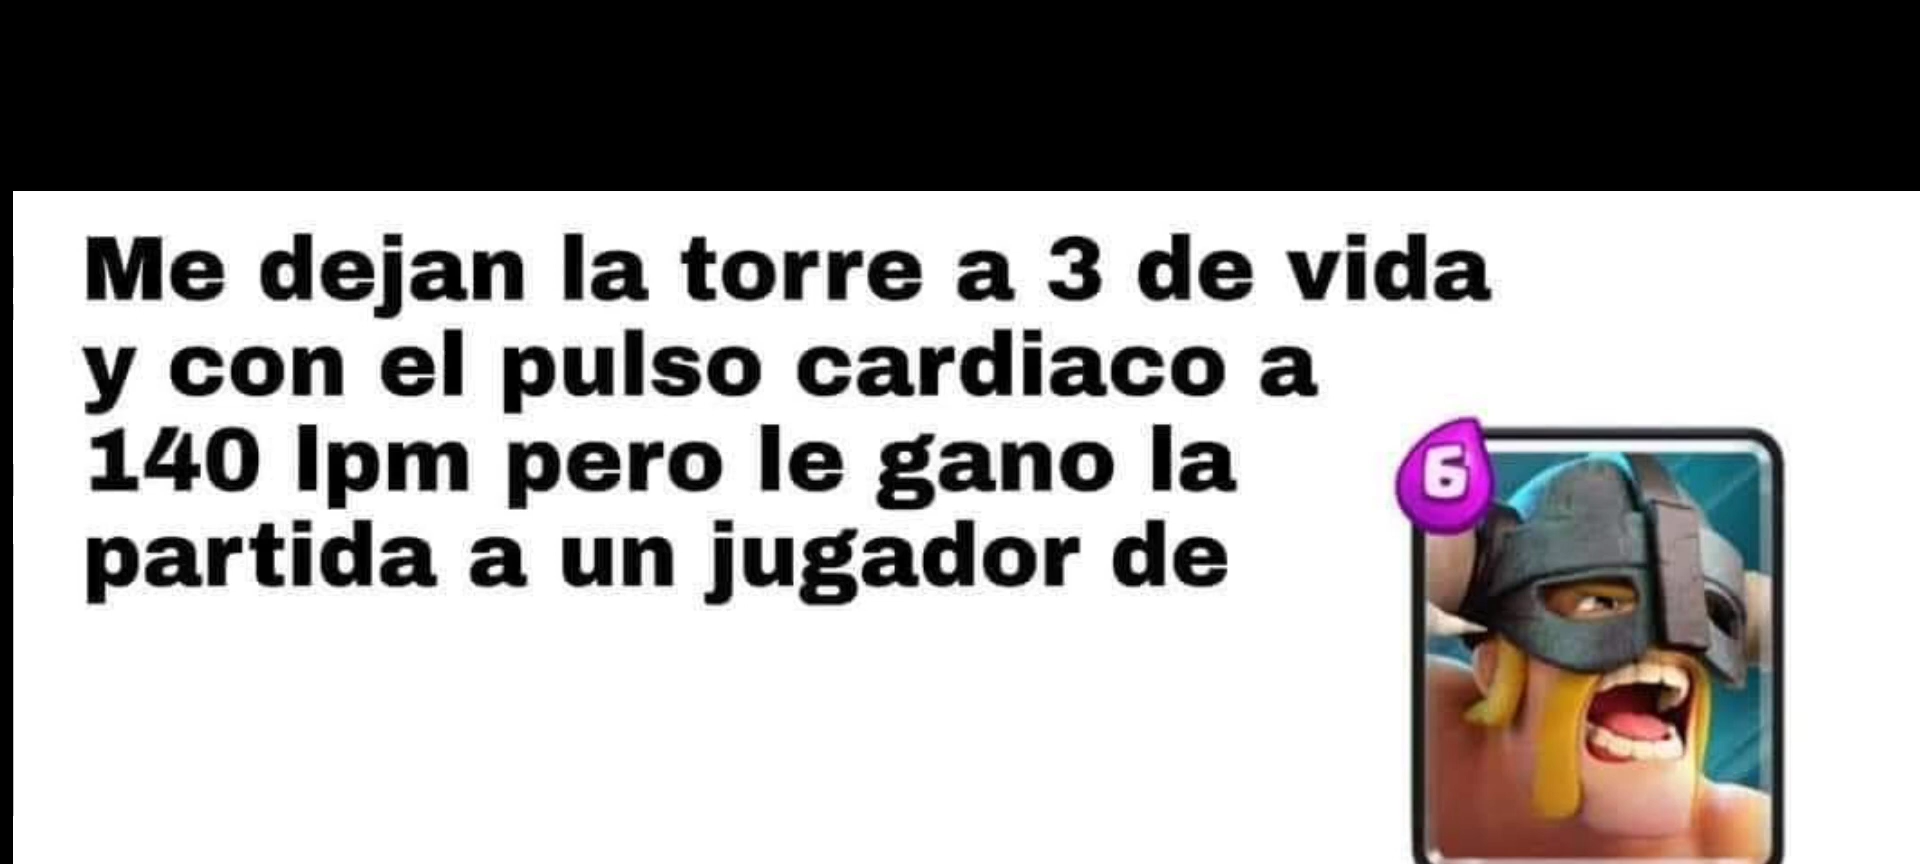 Me dejan la torre a 3 de vida
y con el pulso cardiaco a
140 lpm pero le gano la
partida a un jugador de
6